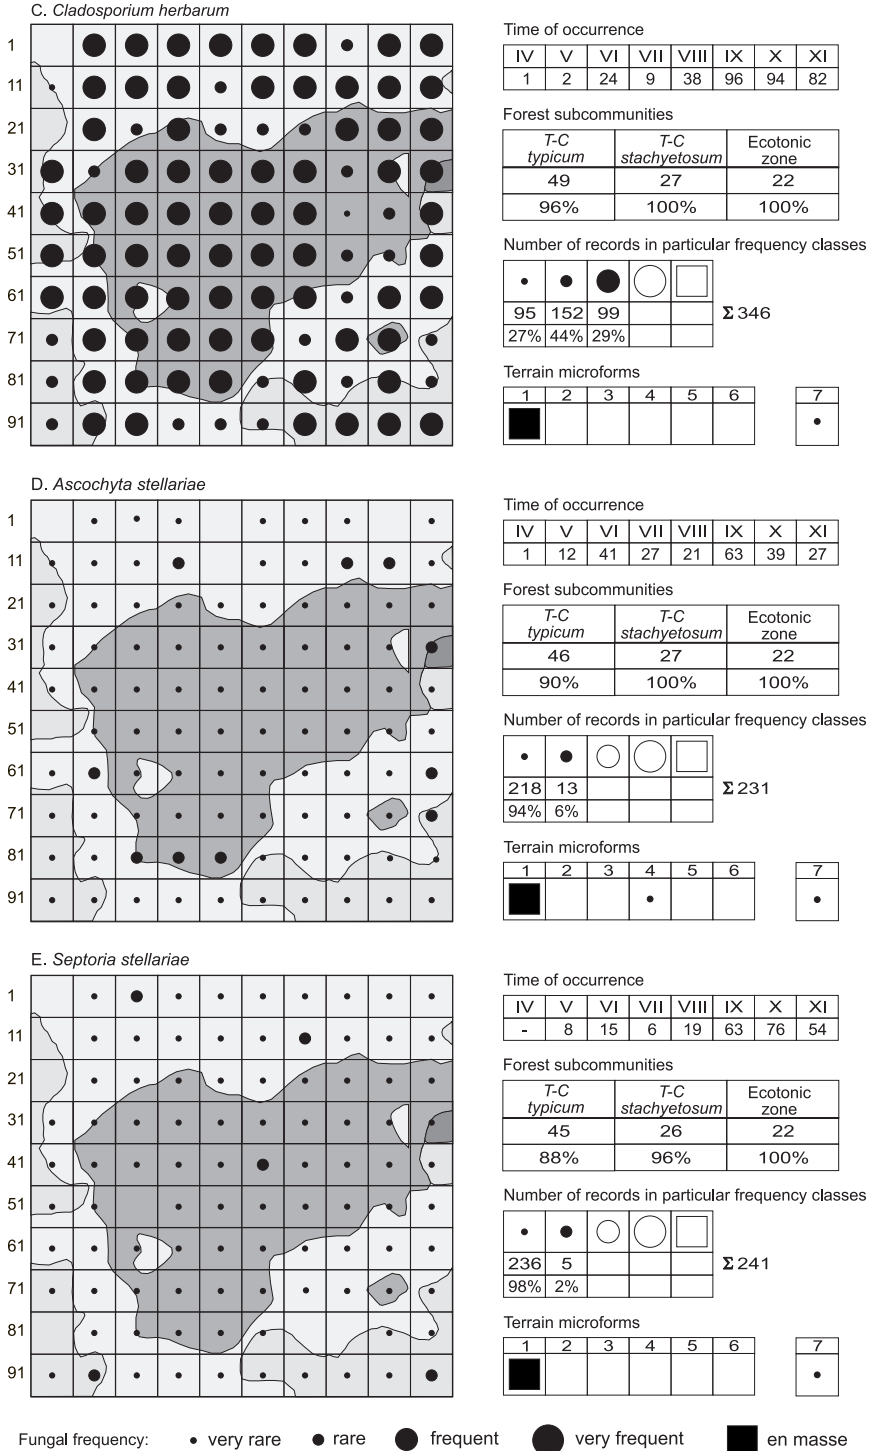 C. Cladosporium herbarum
1
11
21
31
41
51
61
71
81
91
Time of occurrence
IV V VI VII VIII IX X XI
1 2 24 9 38 96 94 82
Forest subcommunities
T-C typicum T-C stachyetosum Ecotonic zone
49 27 22
96% 100% 100%
Number of records in particular frequency classes
95 152 99 Σ 346
27% 44% 29%
Terrain microforms
1 2 3 4 5 6 7
D. Ascochyta stellariae
1
11
21
31
41
51
61
71
81
91
Time of occurrence
IV V VI VII VIII IX X XI
1 12 41 27 21 63 39 27
Forest subcommunities
T-C typicum T-C stachyetosum Ecotonic zone
46 27 22
90% 100% 100%
Number of records in particular frequency classes
218 13 Σ 231
94% 6%
Terrain microforms
1 2 3 4 5 6 7
E. Septoria stellariae
1
11
21
31
41
51
61
71
81
91
Time of occurrence
IV V VI VII VIII IX X XI
- 8 15 6 19 63 76 54
Forest subcommunities
T-C typicum T-C stachyetosum Ecotonic zone
45 26 22
88% 96% 100%
Number of records in particular frequency classes
236 5 Σ 241
98% 2%
Terrain microforms
1 2 3 4 5 6 7
Fungal frequency: very rare rare frequent very frequent en masse